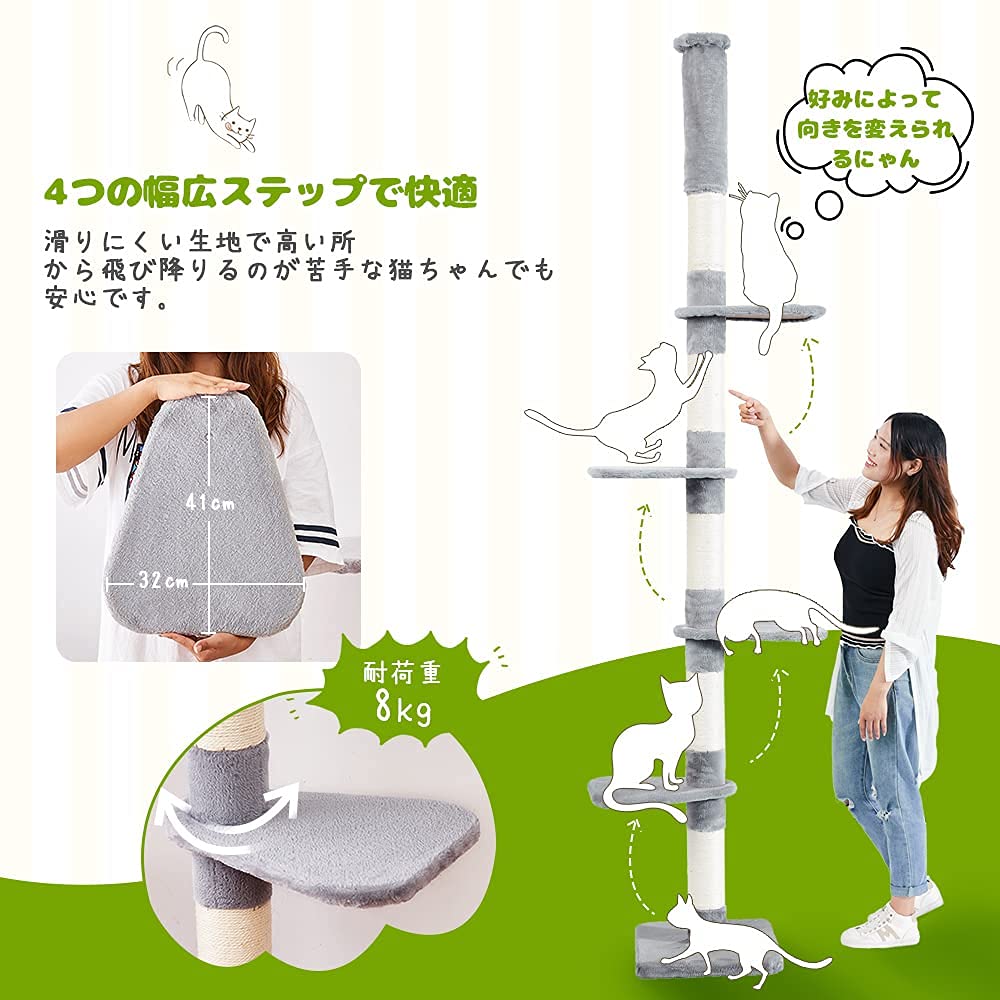 4つの幅広ステップで快適
滑りにくい生地で高い所
から飛び降りるのが苦手な猫ちゃんでも
安心です。
好みによって
向きを変えられ
るにゃん
41cm
32cm
耐荷重
8kg